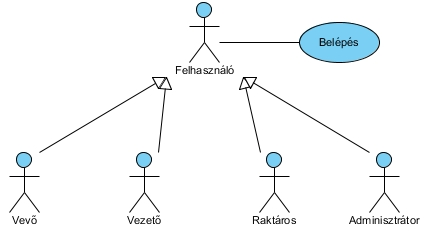 Belépés
Felhasználó
Vevő
Vezető
Raktáros
Adminisztrátor